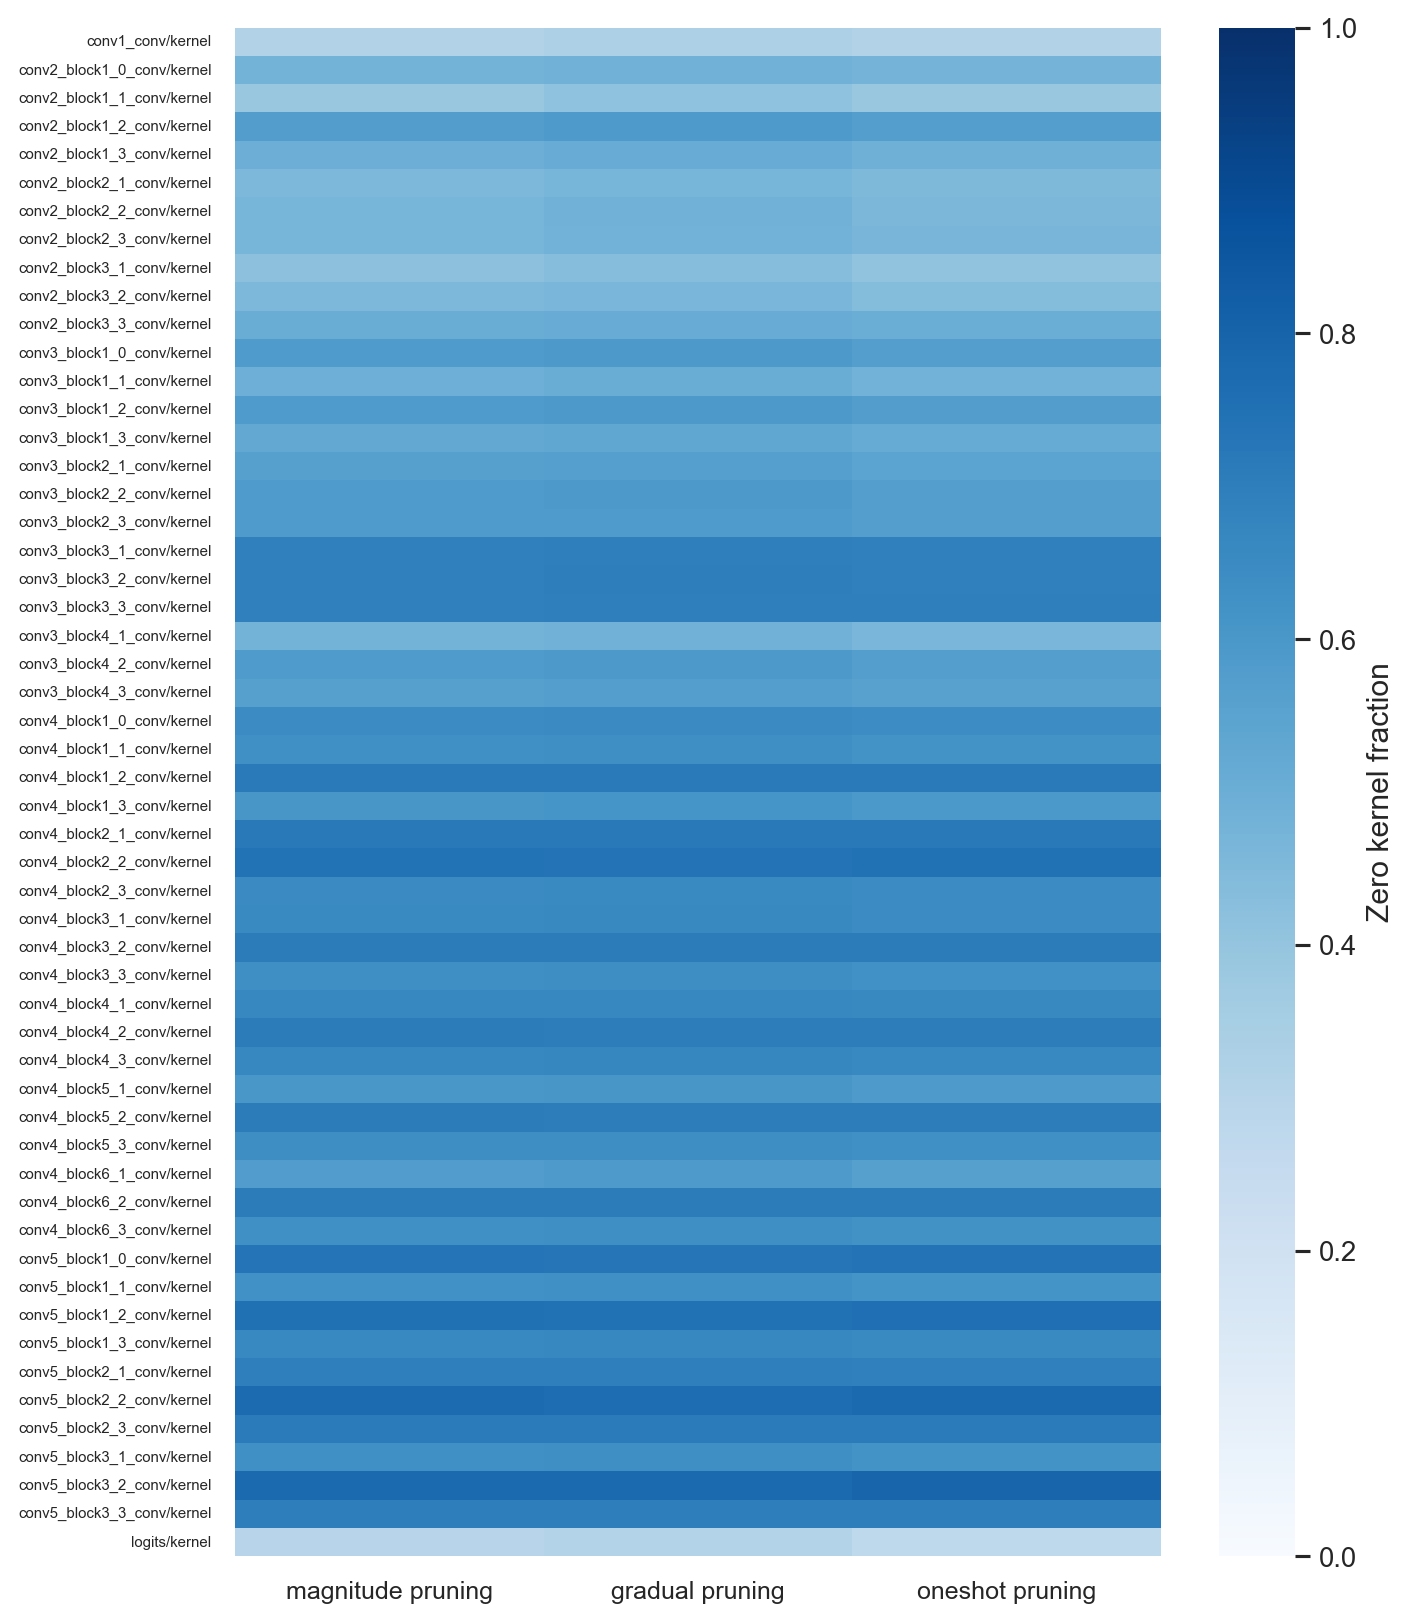 conv1_conv/kernel
conv2_block1_0_conv/kernel
conv2_block1_1_conv/kernel
conv2_block1_2_conv/kernel
conv2_block1_3_conv/kernel
conv2_block2_1_conv/kernel
conv2_block2_2_conv/kernel
conv2_block2_3_conv/kernel
conv2_block3_1_conv/kernel
conv2_block3_2_conv/kernel
conv2_block3_3_conv/kernel
conv3_block1_0_conv/kernel
conv3_block1_1_conv/kernel
conv3_block1_2_conv/kernel
conv3_block1_3_conv/kernel
conv3_block2_1_conv/kernel
conv3_block2_2_conv/kernel
conv3_block2_3_conv/kernel
conv3_block3_1_conv/kernel
conv3_block3_2_conv/kernel
conv3_block3_3_conv/kernel
conv3_block4_1_conv/kernel
conv3_block4_2_conv/kernel
conv3_block4_3_conv/kernel
conv4_block1_0_conv/kernel
conv4_block1_1_conv/kernel
conv4_block1_2_conv/kernel
conv4_block1_3_conv/kernel
conv4_block2_1_conv/kernel
conv4_block2_2_conv/kernel
conv4_block2_3_conv/kernel
conv4_block3_1_conv/kernel
conv4_block3_2_conv/kernel
conv4_block3_3_conv/kernel
conv4_block4_1_conv/kernel
conv4_block4_2_conv/kernel
conv4_block4_3_conv/kernel
conv4_block5_1_conv/kernel
conv4_block5_2_conv/kernel
conv4_block5_3_conv/kernel
conv4_block6_1_conv/kernel
conv4_block6_2_conv/kernel
conv4_block6_3_conv/kernel
conv5_block1_0_conv/kernel
conv5_block1_1_conv/kernel
conv5_block1_2_conv/kernel
conv5_block1_3_conv/kernel
conv5_block2_1_conv/kernel
conv5_block2_2_conv/kernel
conv5_block2_3_conv/kernel
conv5_block3_1_conv/kernel
conv5_block3_2_conv/kernel
conv5_block3_3_conv/kernel
logits/kernel
magnitude pruning
gradual pruning
oneshot pruning
1.0
0.8
0.6
0.4
0.2
0.0
Zero kernel fraction